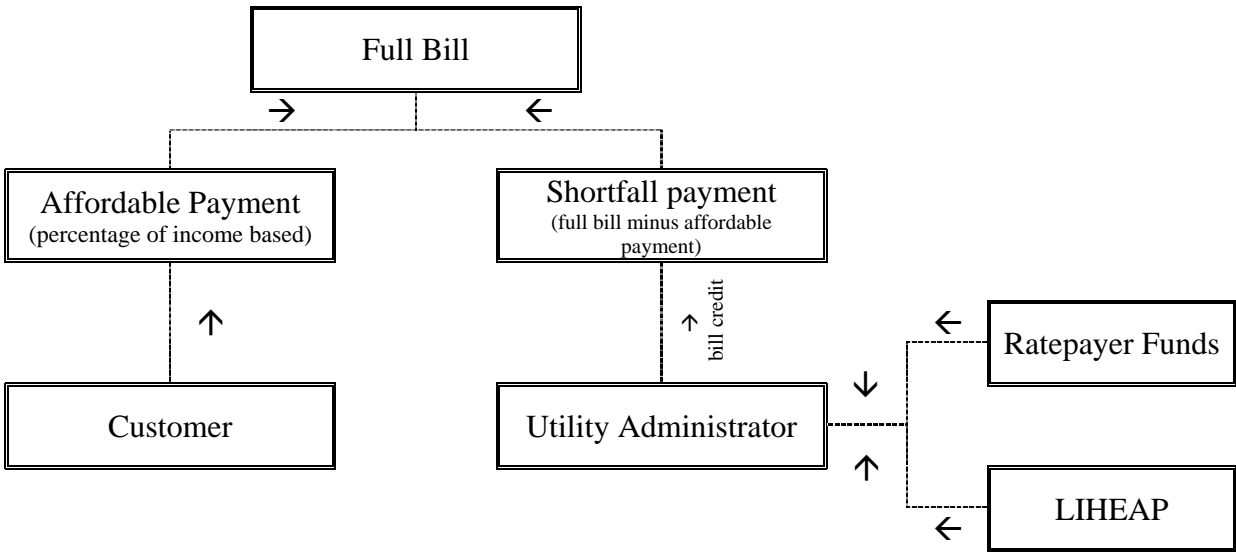 Full Bill
Affordable Payment
(percentage of income based)
Shortfall payment
(full bill minus affordable
payment)
bill credit
Ratepayer Funds
Customer
Utility Administrator
LIHEAP